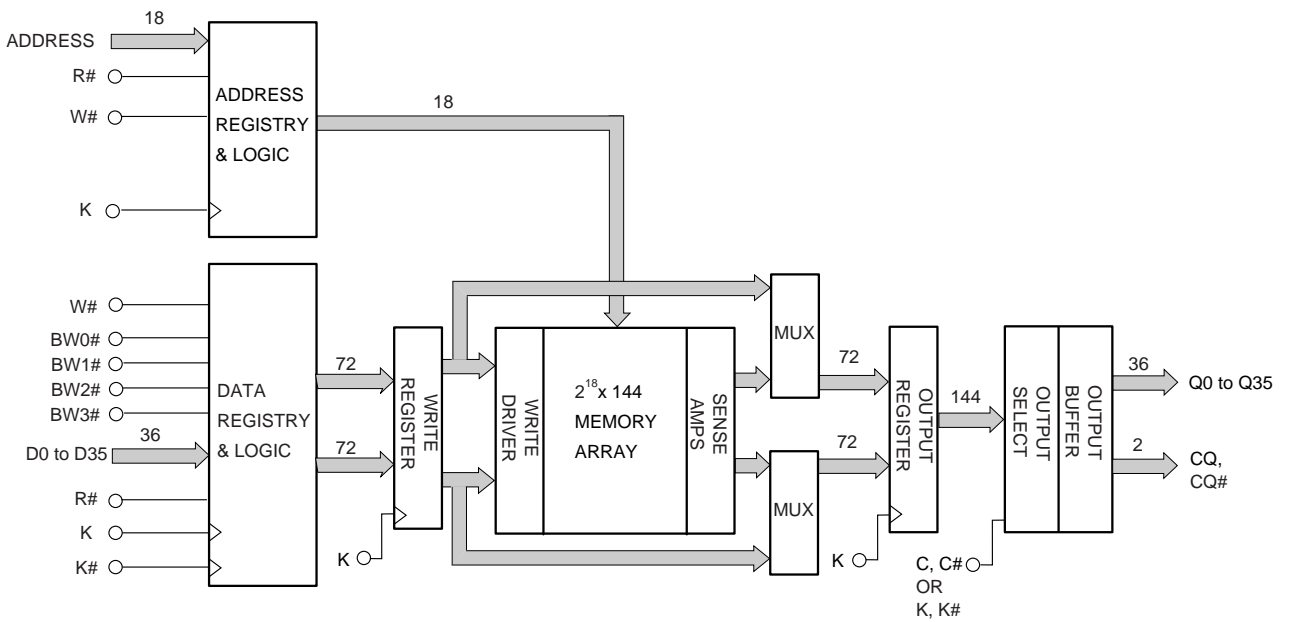 18
ADDRESS
R#
W#
K
ADDRESS
REGISTRY
& LOGIC
18
W#
BW0#
BW1#
BW2#
BW3#
D0 to D35
36
R#
K
K#
DATA
REGISTRY
& LOGIC
72
72
WRITE
REGISTER
K
WRITE
DRIVER
2^18 x 144
MEMORY
ARRAY
SENSE
AMPS
MUX
MUX
72
72
OUTPUT
REGISTER
K
144
OUTPUT
SELECT
OUTPUT
BUFFER
C, C#
OR
K, K#
36
Q0 to Q35
2
CQ,
CQ#